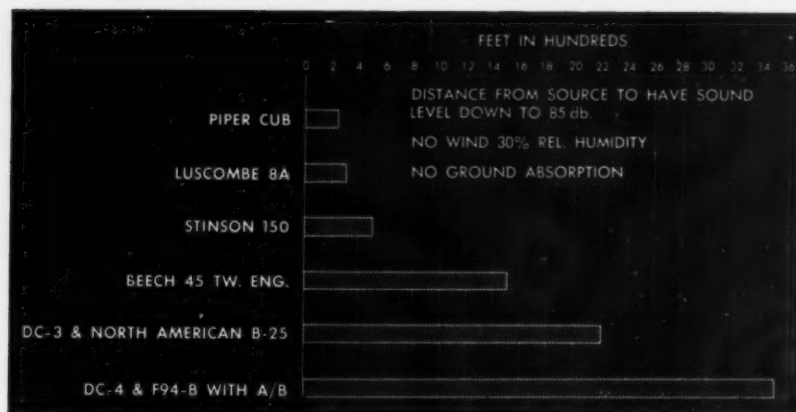 FEET IN HUNDREDS
0 2 4 6 8 10 12 14 16 18 20 22 24 26 28 30 32 34 36
DISTANCE FROM SOURCE TO HAVE SOUND
LEVEL DOWN TO 85 db.
NO WIND 30% REL. HUMIDITY
NO GROUND ABSORPTION
PIPER CUB
LUSCOMBE 8A
STINSON 150
BEECH 45 TW. ENG.
DC-3 & NORTH AMERICAN B-25
DC-4 & F94-B WITH A/B